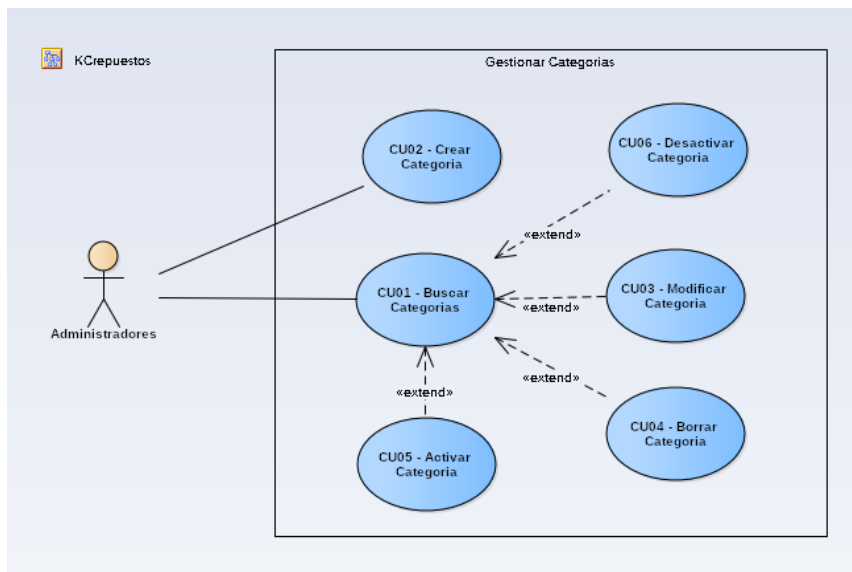 KCrepuestos
Gestionar Categorias
CU02 - Crear
Categoria
CU06 - Desactivar
Categoria
«extend»
CU01 - Buscar
Categorias
CU03 - Modificar
Categoria
«extend»
Administradores
«extend»
«extend»
CU04 - Borrar
Categoria
CU05 - Activar
Categoria